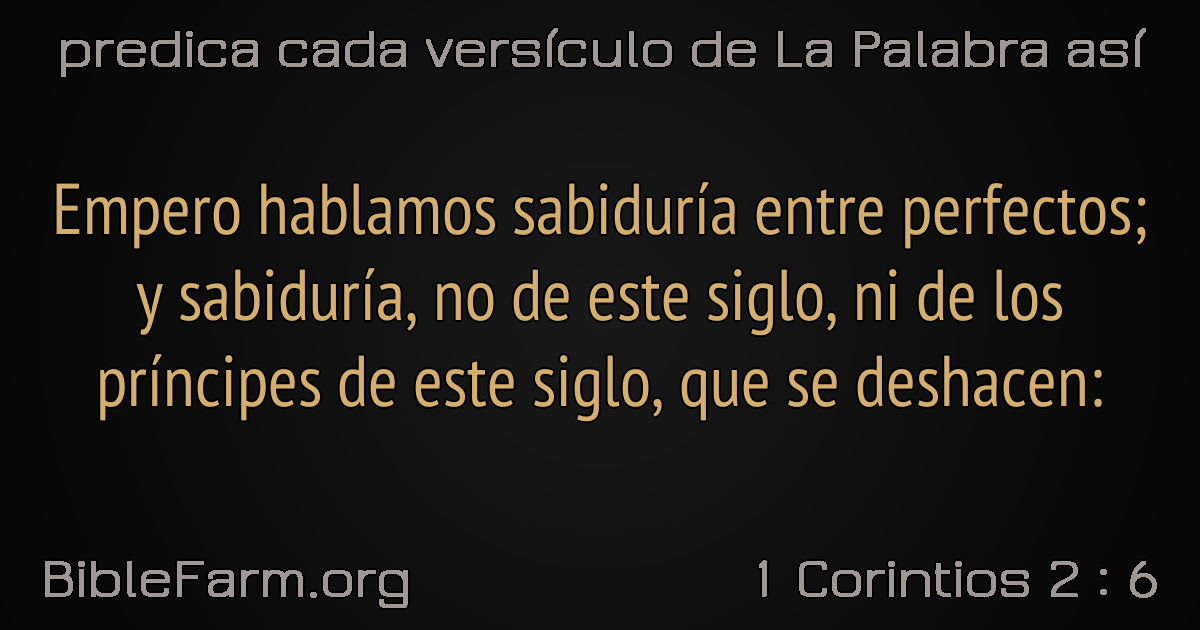 predica cada versículo de La Palabra así
Empero hablamos sabiduría entre perfectos;
y sabiduría, no de este siglo, ni de los
príncipes de este siglo, que se deshacen:
BibleFarm.org
1 Corintios 2 : 6